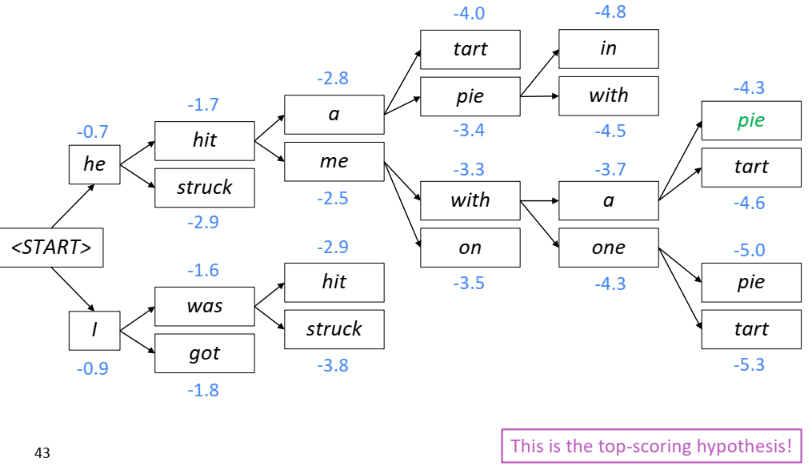 -4.0 -4.8
tart in
-2.8 -4.3
-1.7 a pie with pie
-0.7 hit -3.4 -4.5
he me -3.3 -3.7 tart
struck -2.5 with a -4.6
-2.9
<START> -2.9 on one -5.0
-1.6 hit -3.5 -4.3 pie
was
I struck tart
got
-0.9 -3.8 -5.3
-1.8
This is the top-scoring hypothesis!
43